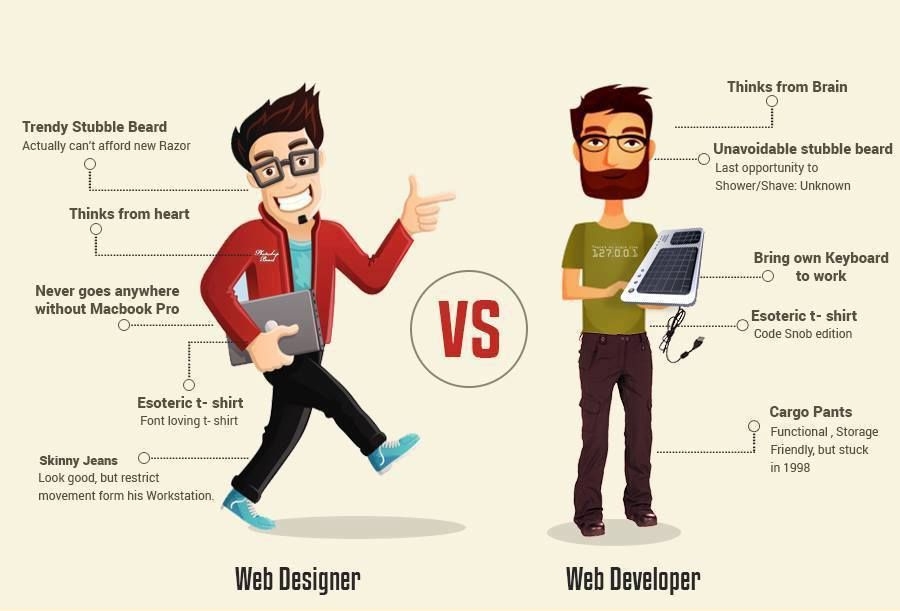 Trendy Stubble Beard
Actually can't afford new Razor
Thinks from heart
Never goes anywhere
without Macbook Pro
Esoteric t- shirt
Font loving t- shirt
Skinny Jeans
Look good, but restrict
movement form his Workstation.
Web Designer
VS
Thinks from Brain
Unavoidable stubble beard
Last opportunity to
Shower/Shave: Unknown
127.0.0.1
Bring own Keyboard
to work
Esoteric t- shirt
Code Snob edition
Cargo Pants
Functional , Storage
Friendly, but stuck
in 1998
Web Developer